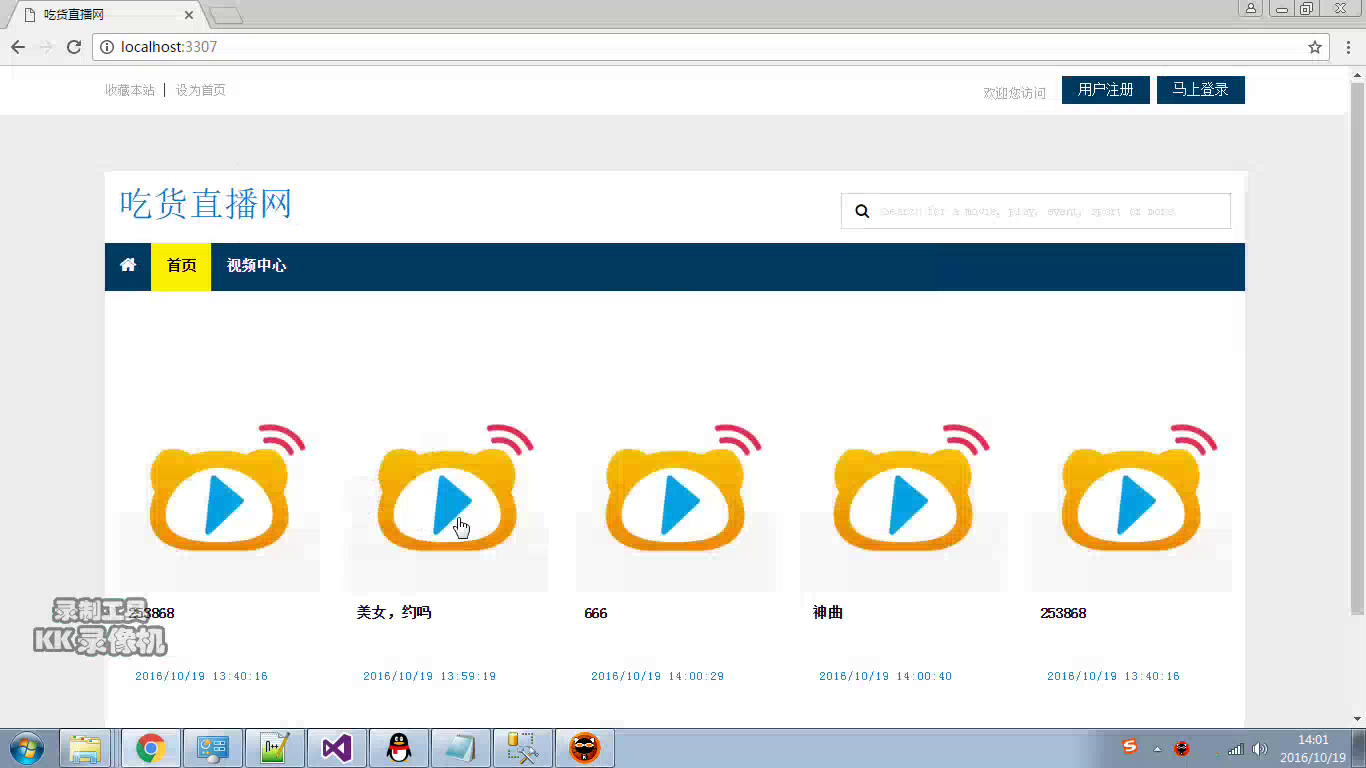 吃货直播网
localhost:3307
收藏本站 | 设为首页
欢迎您访问
用户注册
马上登录
吃货直播网
Search for a movie, play, event, sport or more
首页
视频中心
253868
美女，约吗
666
神曲
253868
录制工具
KK录像机
2016/10/19 13:40:16
2016/10/19 13:59:19
2016/10/19 14:00:29
2016/10/19 14:00:40
2016/10/19 13:40:16
14:01
2016/10/19